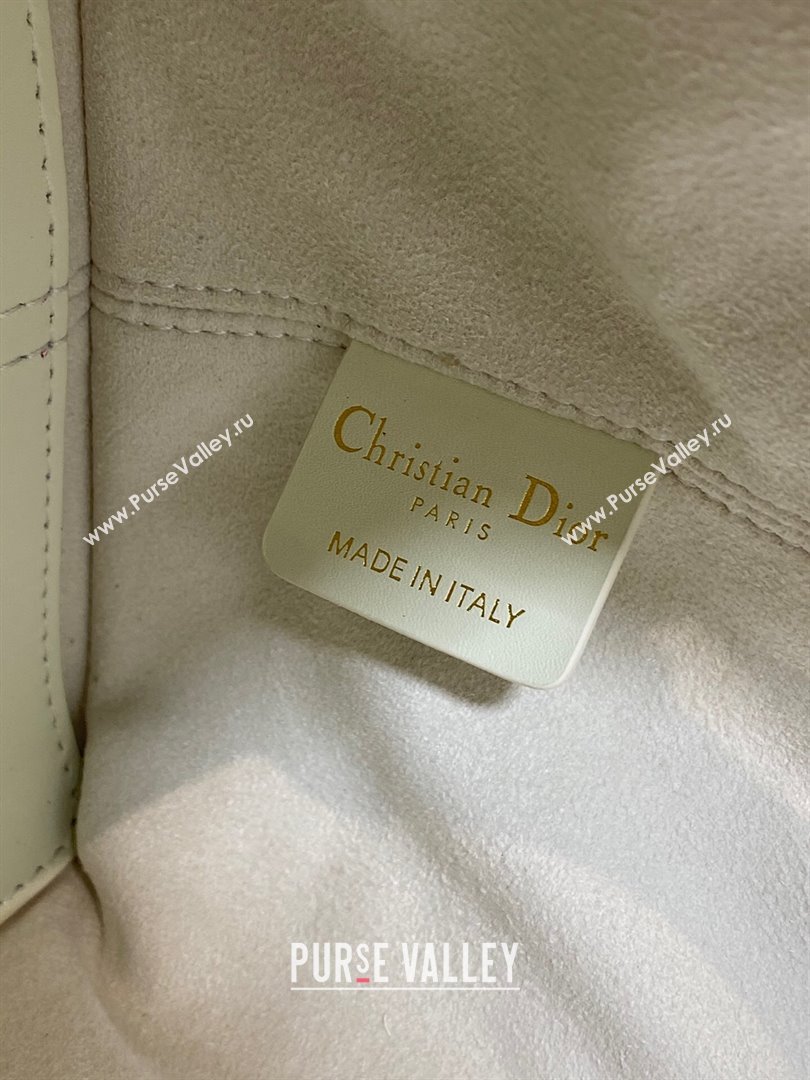 Christian Dior
PARIS
MADE IN ITALY
www.PurseValley.ru
www.PurseValley.ru
PURSE VALLEY